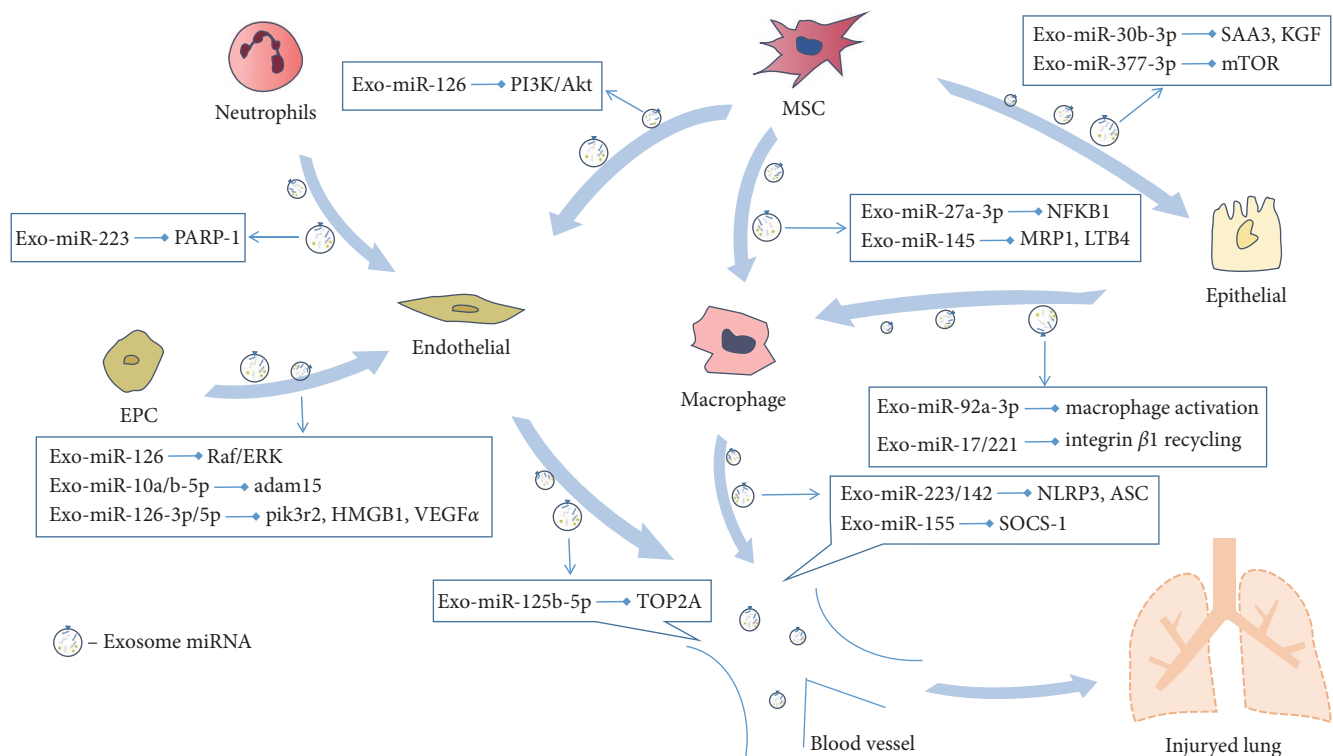 Neutrophils
Exo-miR-126 PI3K/Akt
MSC
Exo-miR-30b-3p SAA3, KGF
Exo-miR-377-3p mTOR
Exo-miR-223 PARP-1
Exo-miR-27a-3p NFKB1
Exo-miR-145 MRP1, LTB4
Epithelial
Endothelial
EPC
Macrophage
Exo-miR-92a-3p macrophage activation
Exo-miR-17/221 integrin β1 recycling
Exo-miR-126 Raf/ERK
Exo-miR-10a/b-5p adam15
Exo-miR-126-3p/5p pik3r2, HMGB1, VEGFα
Exo-miR-223/142 NLRP3, ASC
Exo-miR-155 SOCS-1
Exo-miR-125b-5p TOP2A
– Exosome miRNA
Blood vessel
Injuryed lung